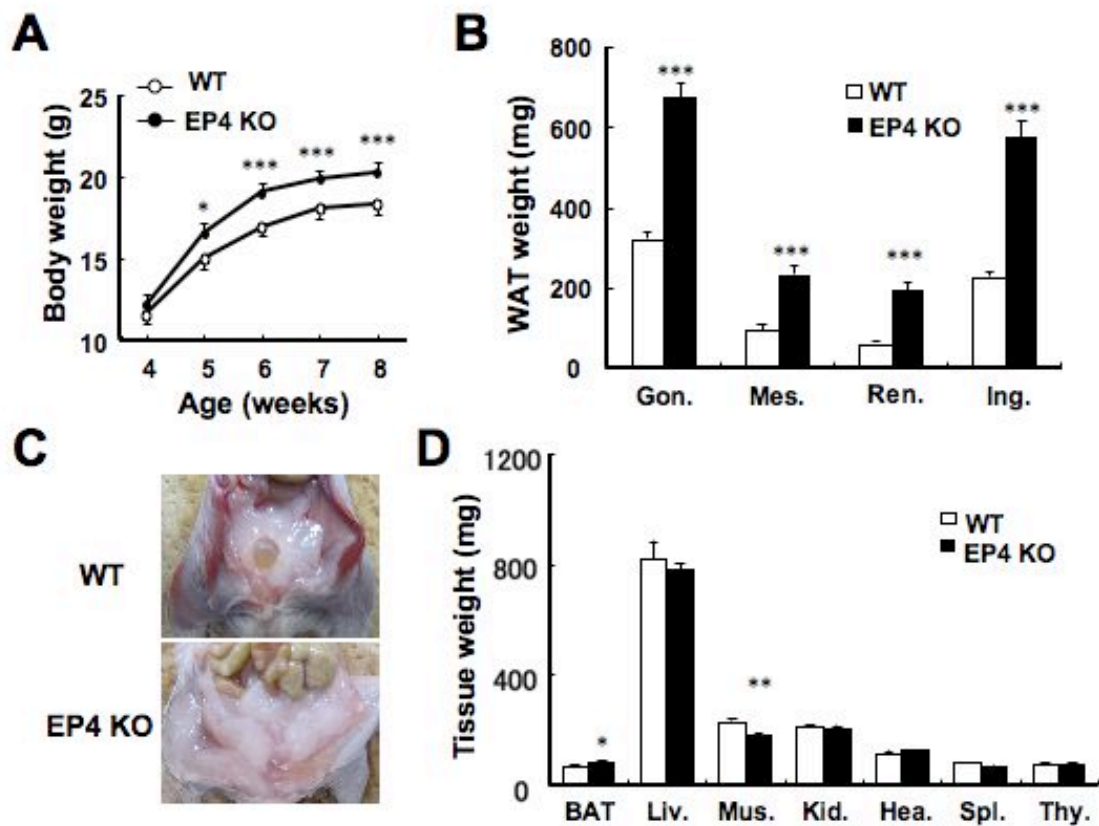 A
WT
EP4 KO
Body weight (g)
25
20
15
10
*
***
***
***
4 5 6 7 8
Age (weeks)
B
WAT weight (mg)
800
600
400
200
0
WT
EP4 KO
***
***
***
***
Gon. Mes. Ren. Ing.
C
WT
EP4 KO
D
Tissue weight (mg)
1200
800
400
0
WT
EP4 KO
*
**
BAT Liv. Mus. Kid. Hea. Spl. Thy.